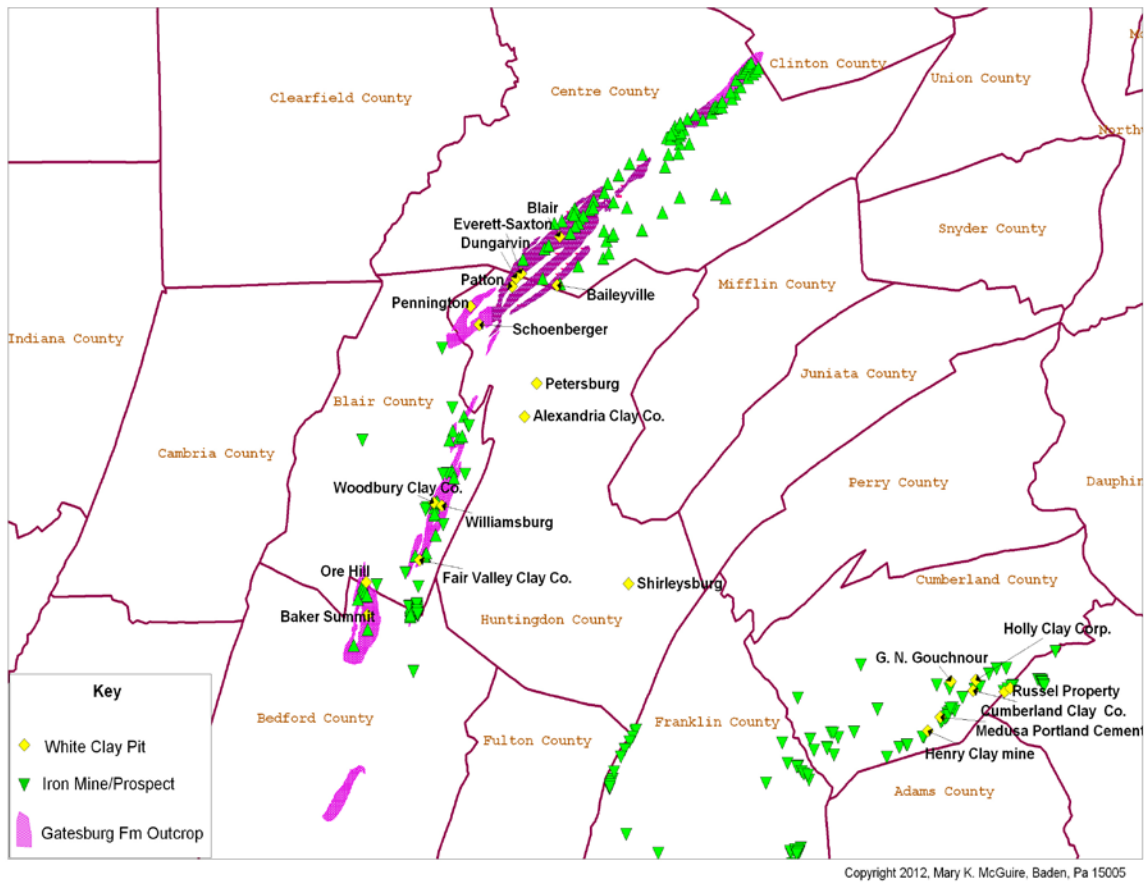 Clinton County
Clearfield County
Centre County
Union County
Blair
Everett-Saxton
Dungarvin
Snyder County
Patton
Baileyville
Mifflin County
Pennington
Schoenberger
Indiana County
Petersburg
Juniata County
Blair County
Alexandria Clay Co.
Cambria County
Perry County
Woodbury Clay Co.
Williamsburg
Ore Hill
Fair Valley Clay Co.
Shirleysburg
Cumberland County
Baker Summit
Huntingdon County
Holly Clay Corp.
G. N. Gouchnour
Russel Property
Cumberland Clay Co.
Medusa Portland Cement
Henry Clay mine
Bedford County
Franklin County
Fulton County
Adams County
Key
White Clay Pit
Iron Mine/Prospect
Gatesburg Fm Outcrop
Copyright 2012, Mary K. McGuire, Baden, Pa 15005